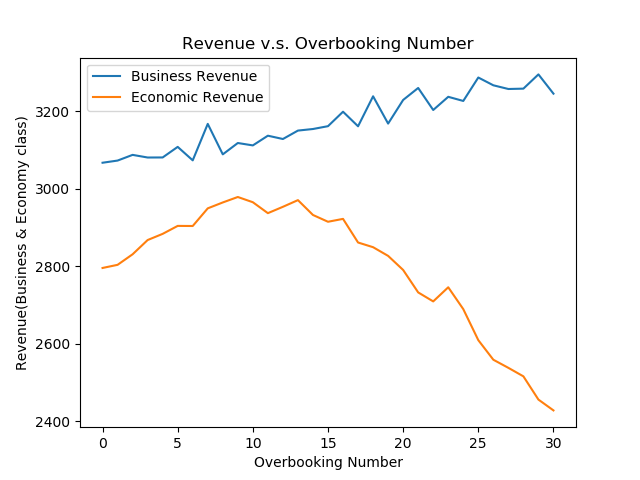 Revenue v.s. Overbooking Number
Business Revenue
Economic Revenue
Revenue(Business & Economy class)
3200
3000
2800
2600
2400
0 5 10 15 20 25 30
Overbooking Number